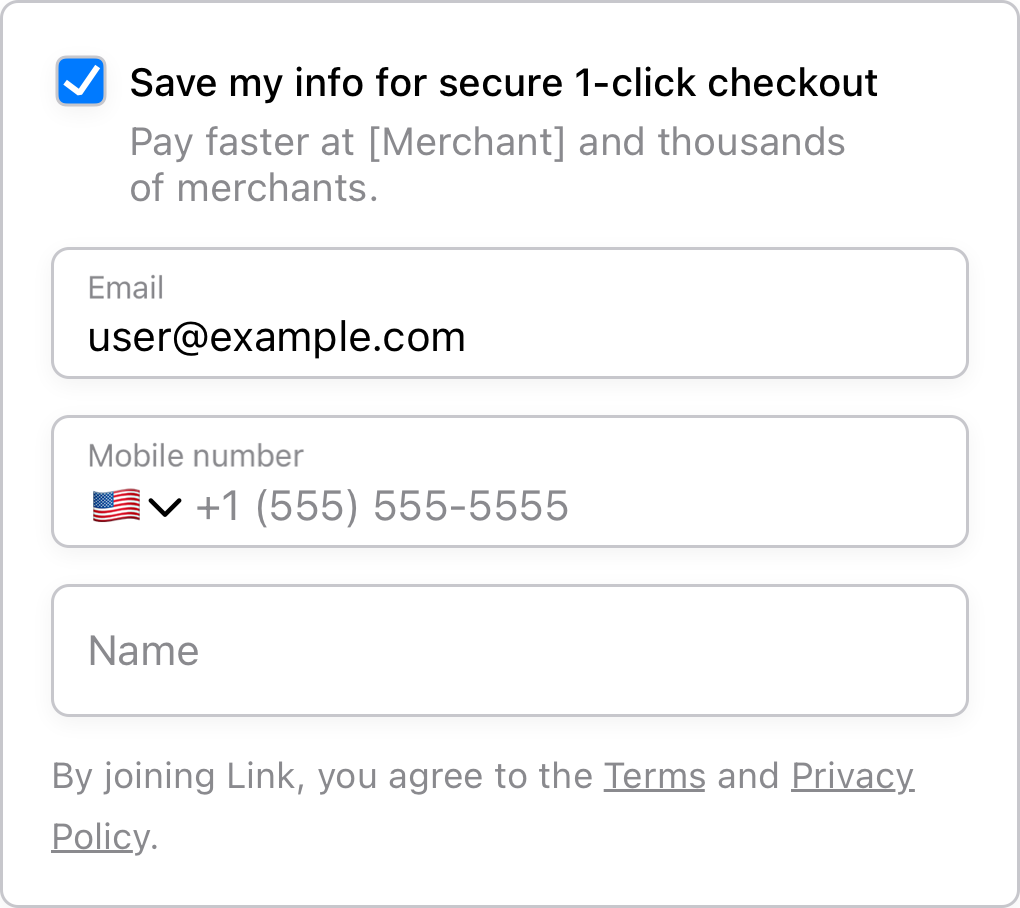 Save my info for secure 1-click checkout
Pay faster at [Merchant] and thousands
of merchants.
Email
user@example.com
Mobile number
+1 (555) 555-5555
Name
By joining Link, you agree to the Terms and Privacy
Policy.